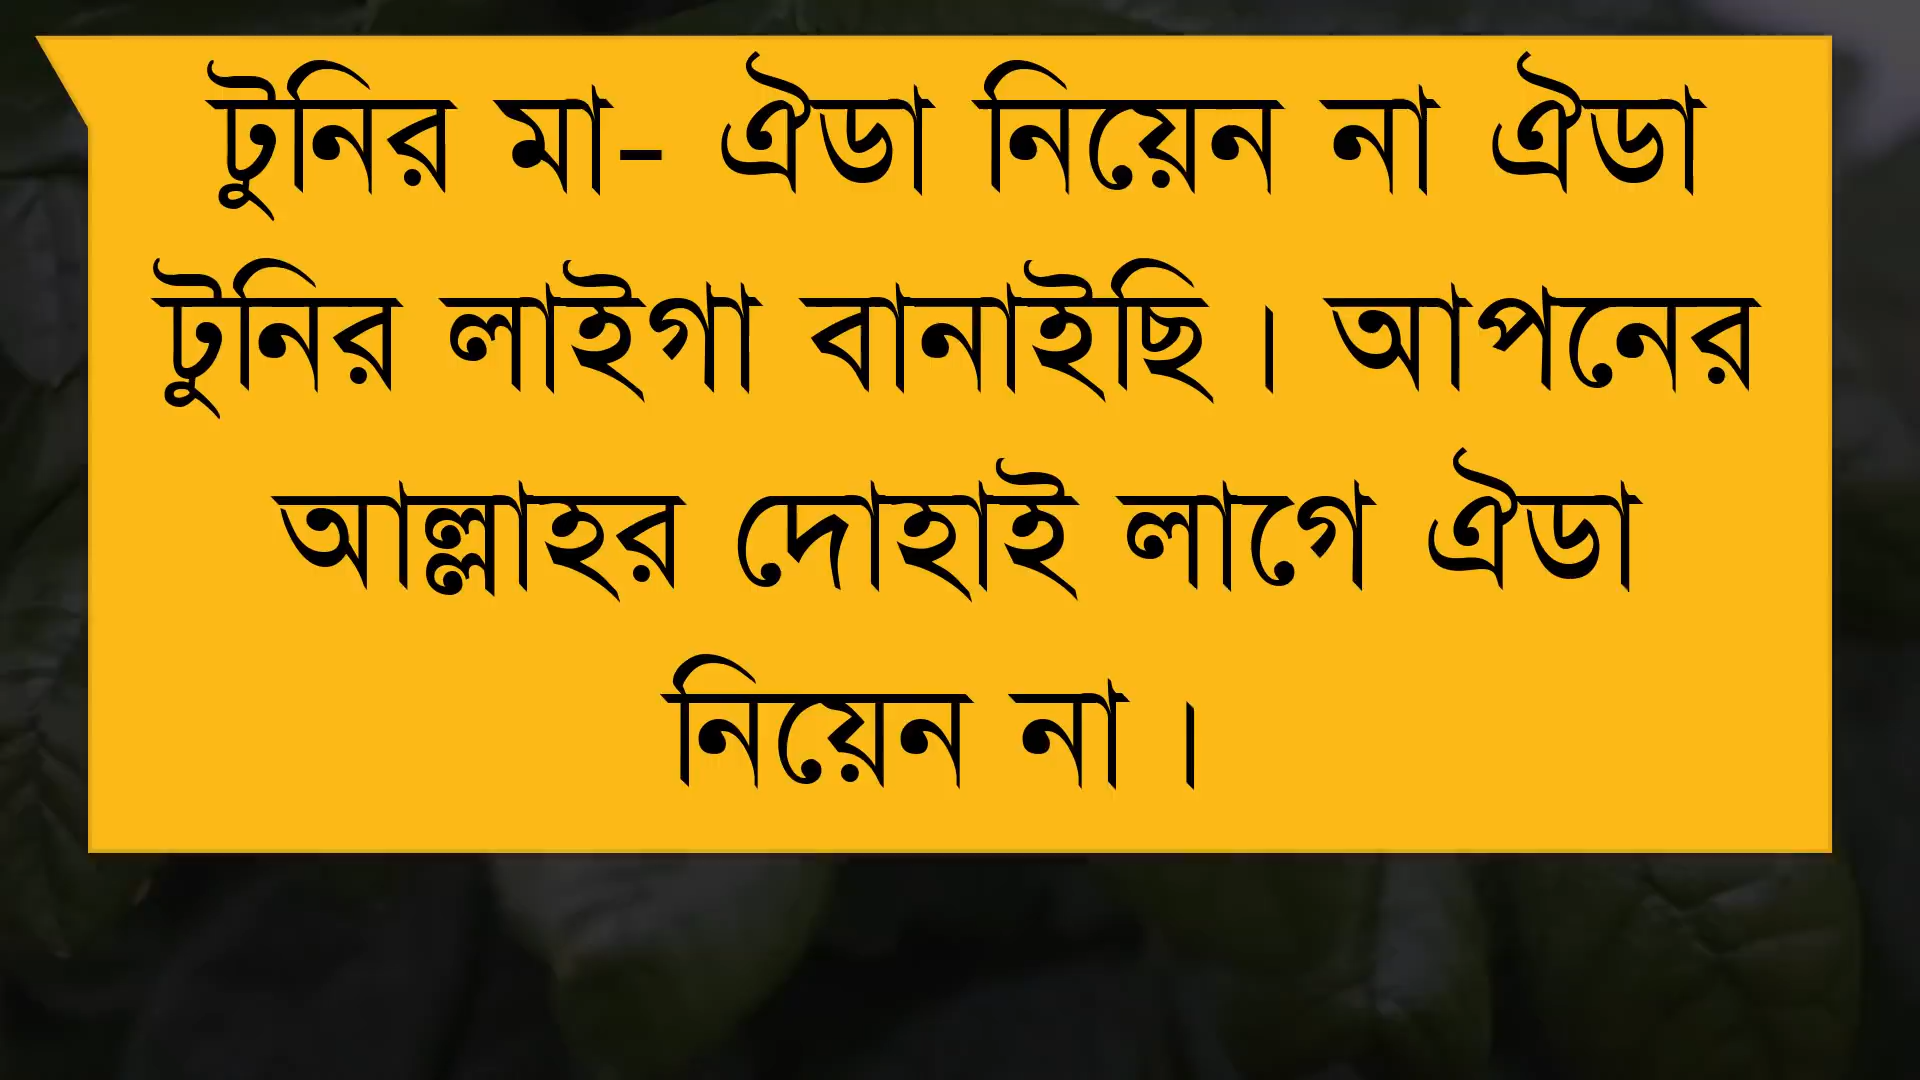 টুনির মা- ঐডা নিয়েন না ঐডা
টুনির লাইগা বানাইছি। আপনের
আল্লাহর দোহাই লাগে ঐডা
নিয়েন না।